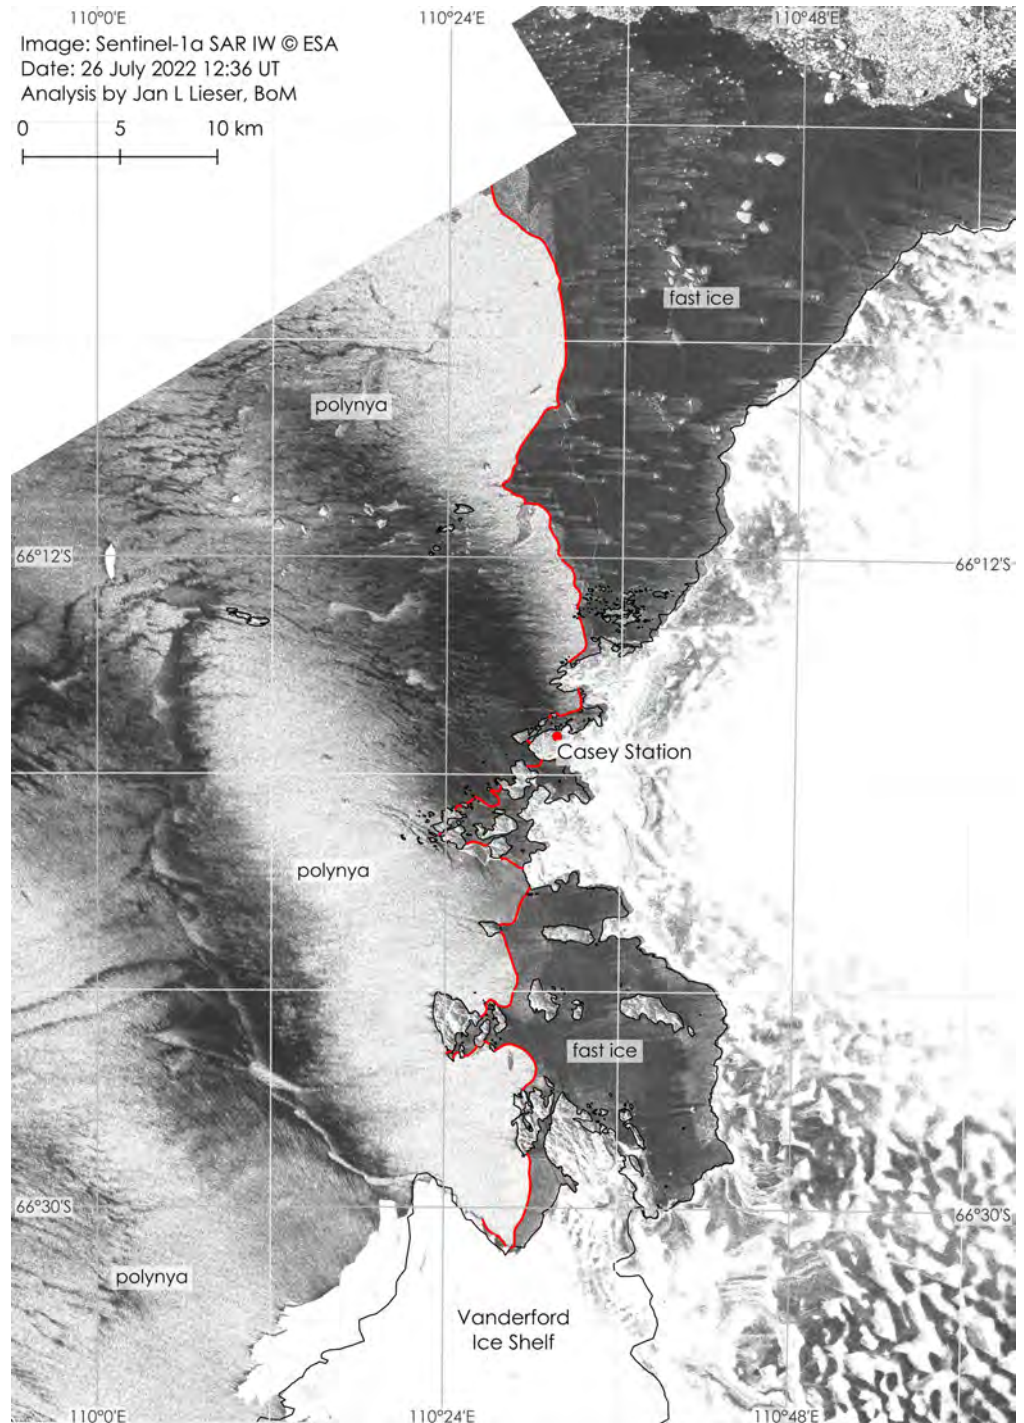 110°0'E
110°24'E
110°48'E
Image: Sentinel-1a SAR IW © ESA
Date: 26 July 2022 12:36 UT
Analysis by Jan L Lieser, BoM
0 5 10 km
fast ice
polynya
66°12'S
66°12'S
Casey Station
polynya
fast ice
66°30'S
66°30'S
polynya
Vanderford
Ice Shelf
110°0'E
110°24'E
110°48'E